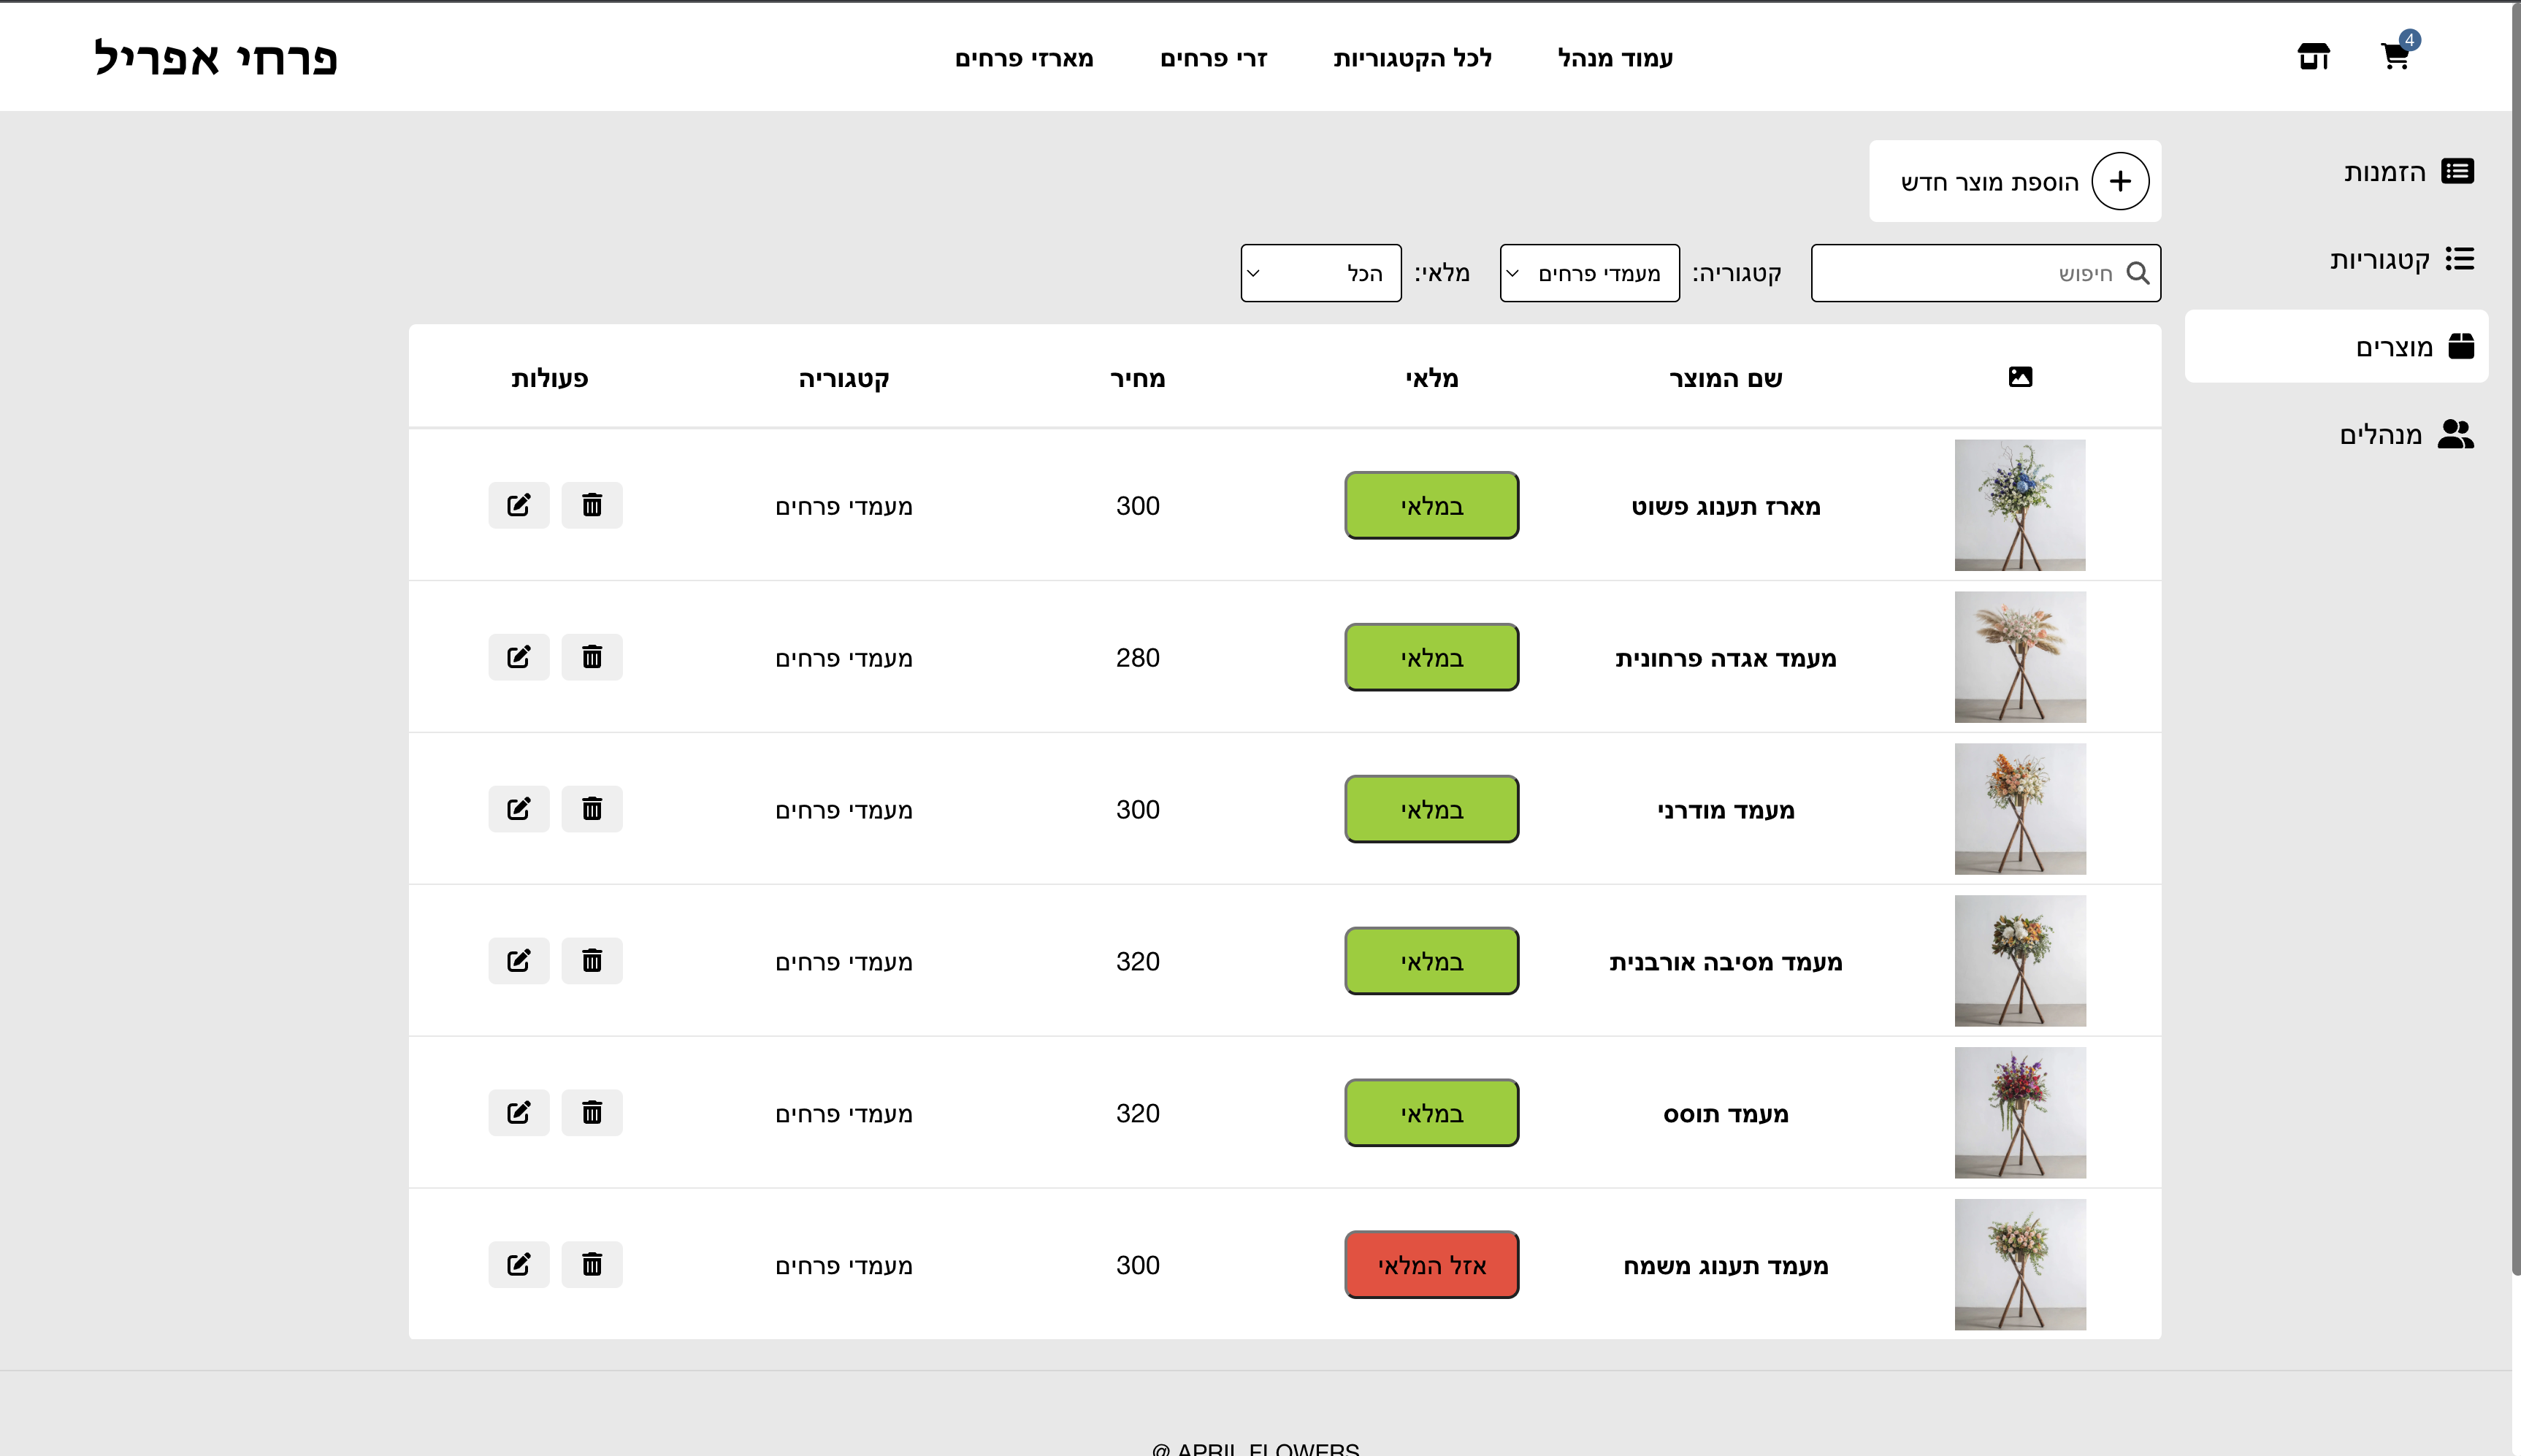 4
עמוד מנהל
לכל הקטגוריות
זרי פרחים
מארזי פרחים
פרחי אפריל
הזמנות
קטגוריות
מוצרים
מנהלים
הוספת מוצר חדש
חיפוש
קטגוריה: מעמדי פרחים
מלאי: הכל
שם המוצר מלאי מחיר קטגוריה פעולות
מארז תענוג פשוט במלאי 300 מעמדי פרחים
מעמד אגדה פרחונית במלאי 280 מעמדי פרחים
מעמד מודרני במלאי 300 מעמדי פרחים
מעמד מסיבה אורבנית במלאי 320 מעמדי פרחים
מעמד תוסס במלאי 320 מעמדי פרחים
מעמד תענוג משמח אזל המלאי 300 מעמדי פרחים
@ APRIL FLOWERS